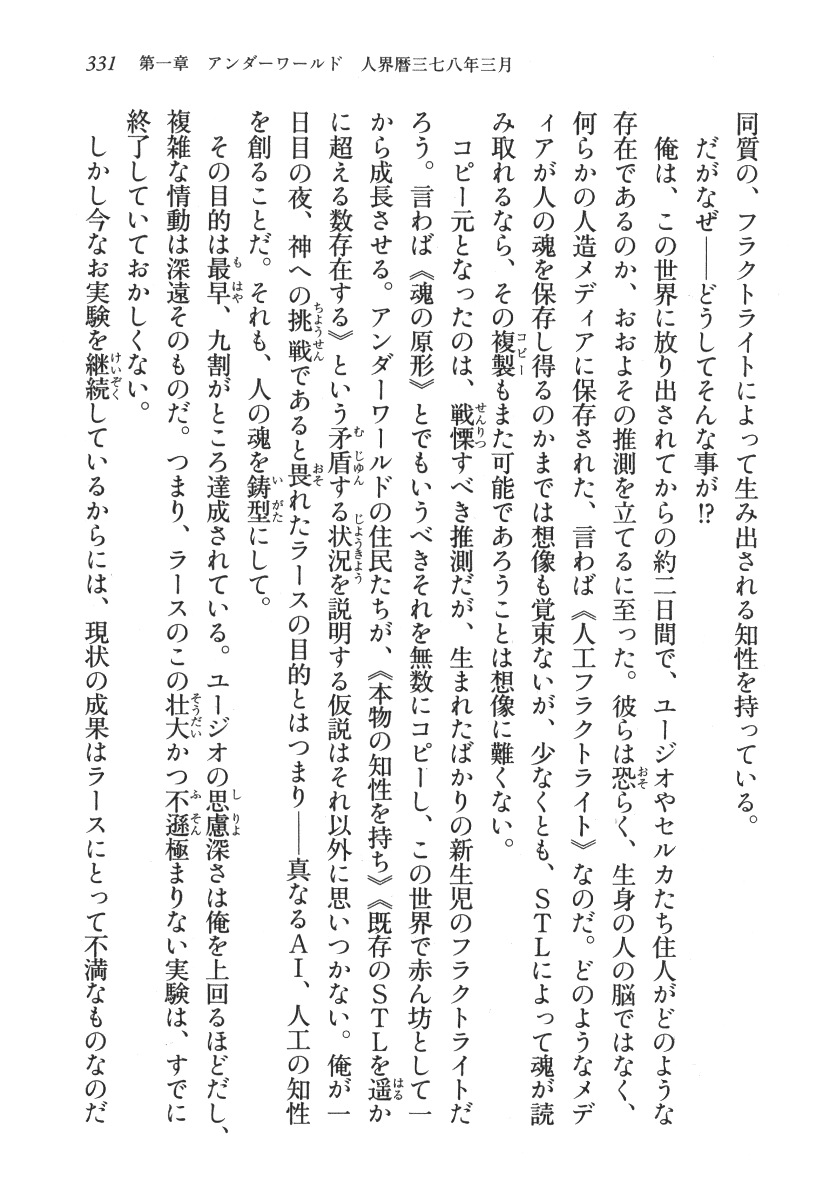 331 第一章 アンダーワールド 人界暦三七八年三月
同質の、フラクトライトによって生み出される知性を持っている。
だがなぜ――どうしてそんな事が!?
俺は、この世界に放り出されてからの約二日間で、ユージオやセルカたち住人がどのような
存在であるのか、おおよその推測を立てるに至った。彼らは恐らく、生身の人の脳ではなく、
何らかの人造メディアに保存された、言わば《人工フラクトライト》なのだ。どのようなメデ
ィアが人の魂を保存し得るのかまでは想像も覚束ないが、少なくとも、STLによって魂が読
み取れるなら、その複製もまた可能であろうことは想像に難くない。
コピー元となったのは、戦慄すべき推測だが、生まれたばかりの新生児のフラクトライトだ
ろう。言わば《魂の原形》とでもいうべきそれを無数にコピーし、この世界で赤ん坊として一
から成長させる。アンダーワールドの住民たちが、《本物の知性を持ち》《既存のSTLを遥か
に超える数存在する》という矛盾する状況を説明する仮説はそれ以外に思いつかない。俺が一
日目の夜、神への挑戦であると畏れたラースの目的とはつまり――真なるAI、人工の知性
を創ることだ。それも、人の魂を鋳型にして。
その目的は最早、九割がところ達成されている。ユージオの思慮深さは俺を上回るほどだし、
複雑な情動は深遠そのものだ。つまり、ラースのこの壮大かつ不遜極まりない実験は、すでに
終了していておかしくない。
しかし今なお実験を継続しているからには、現状の成果はラースにとって不満なものなのだ